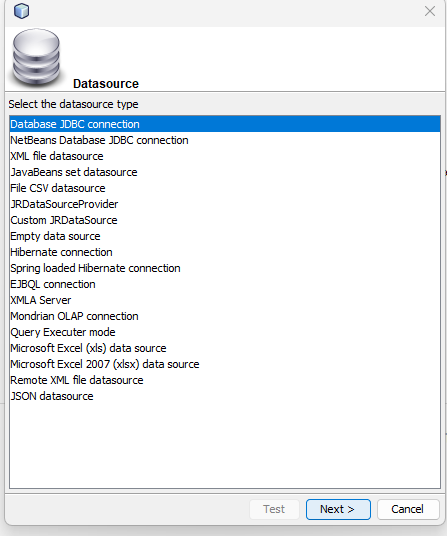 Datasource
Select the datasource type
Database JDBC connection
NetBeans Database JDBC connection
XML file datasource
JavaBeans set datasource
File CSV datasource
JRDataSourceProvider
Custom JRDataSource
Empty data source
Hibernate connection
Spring loaded Hibernate connection
EJBQL connection
XMLA Server
Mondrian OLAP connection
Query Executer mode
Microsoft Excel (xls) data source
Microsoft Excel 2007 (xlsx) data source
Remote XML file datasource
JSON datasource
Test Next > Cancel